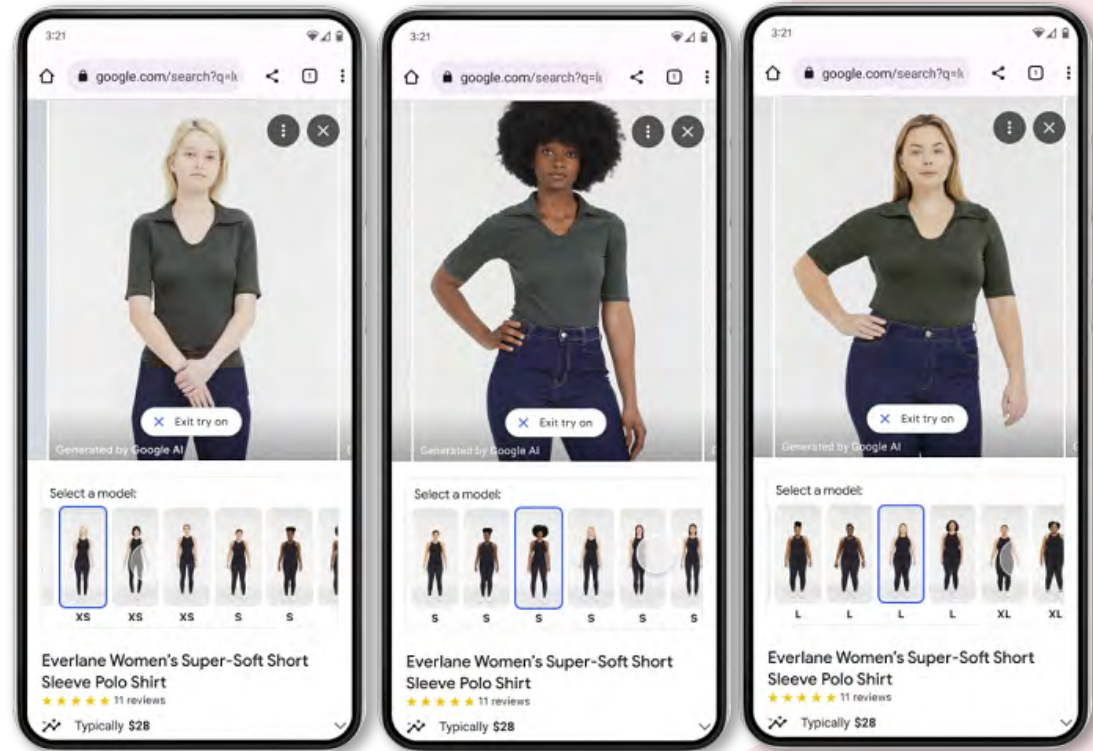 3:21
google.com/search?q=l
1
Exit try on
Generated by Google AI
Select a model:
XS XS XS S S
Everlane Women's Super-Soft Short
Sleeve Polo Shirt
11 reviews
Typically $28
3:21
google.com/search?q=l
1
Exit try on
Generated by Google AI
Select a model:
S S S S S S
Everlane Women's Super-Soft Short
Sleeve Polo Shirt
11 reviews
Typically $28
3:21
google.com/search?q=l
1
Exit try on
Generated by Google AI
Select a model:
L L L L XL XL
Everlane Women's Super-Soft Short
Sleeve Polo Shirt
11 reviews
Typically $28